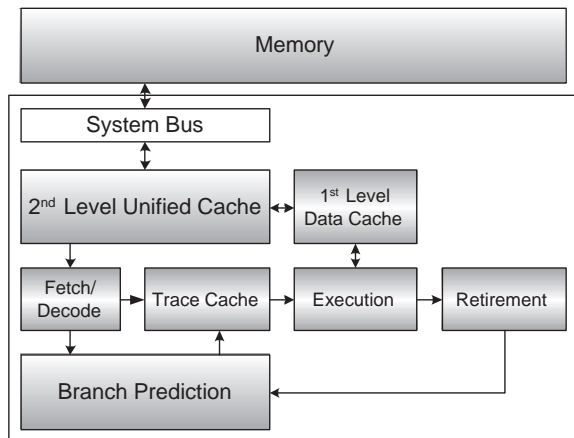 Memory
System Bus
2nd Level Unified Cache
1st Level
Data Cache
Fetch/
Decode
Trace Cache
Execution
Retirement
Branch Prediction